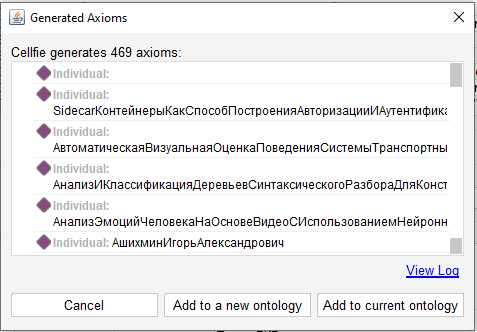 Generated Axioms
Cellfie generates 469 axioms:
Individual:
Individual:
SidecarКонтейнерыКакСпособПостроенияАвторизацииИАутентифика
Individual:
АвтоматическаяВизуальнаяОценкаПоведенияСистемыТранспортны
Individual:
АнализИКлассификацияДеревьевСинтаксическогоРазбораДляКонст
Individual:
АнализЭмоцийЧеловекаНаОсновеВидеоСИспользованиемНейронн
Individual: АшихминИгорьАлександрович
View Log
Cancel Add to a new ontology Add to current ontology